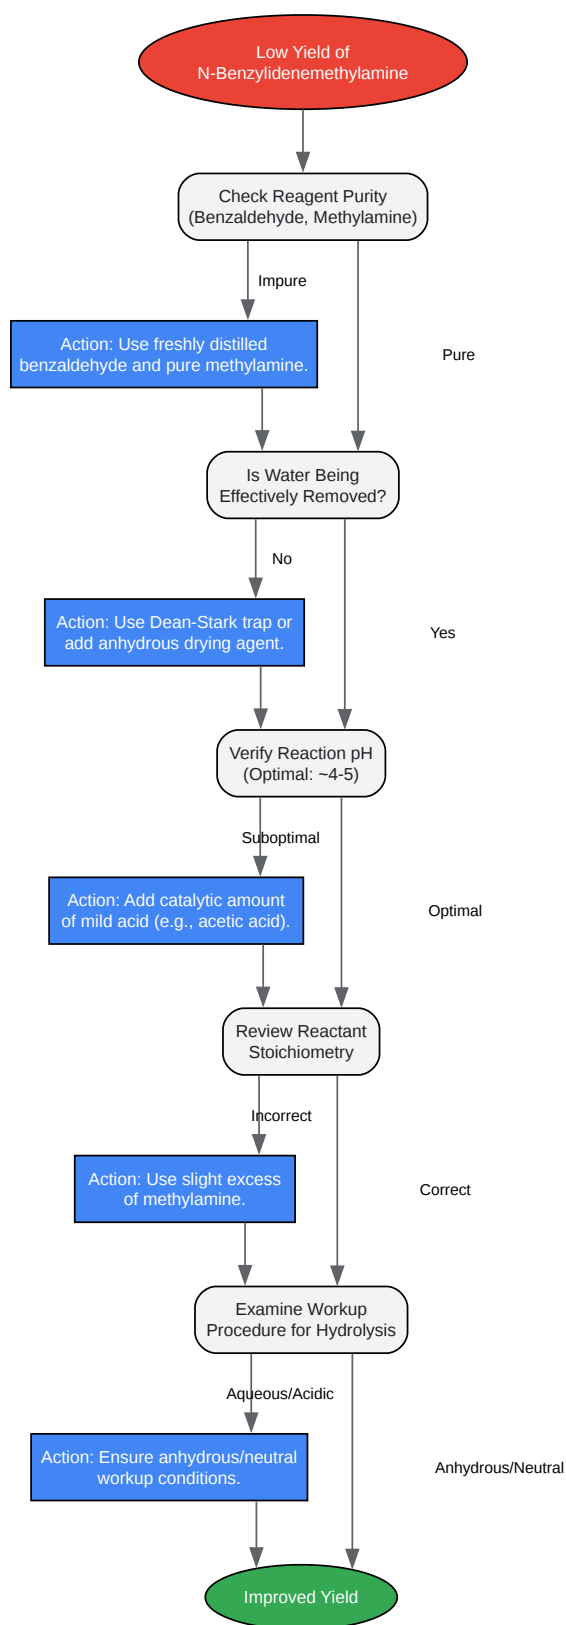 Low Yield of
N-Benzylidenemethylamine
Check Reagent Purity
(Benzaldehyde, Methylamine)
Impure
Action: Use freshly distilled
benzaldehyde and pure methylamine.
Pure
Is Water Being
Effectively Removed?
No
Action: Use Dean-Stark trap or
add anhydrous drying agent.
Yes
Verify Reaction pH
(Optimal: ~4-5)
Suboptimal
Action: Add catalytic amount
of mild acid (e.g., acetic acid).
Optimal
Review Reactant
Stoichiometry
Incorrect
Action: Use slight excess
of methylamine.
Correct
Examine Workup
Procedure for Hydrolysis
Aqueous/Acidic
Action: Ensure anhydrous/neutral
workup conditions.
Anhydrous/Neutral
Improved Yield